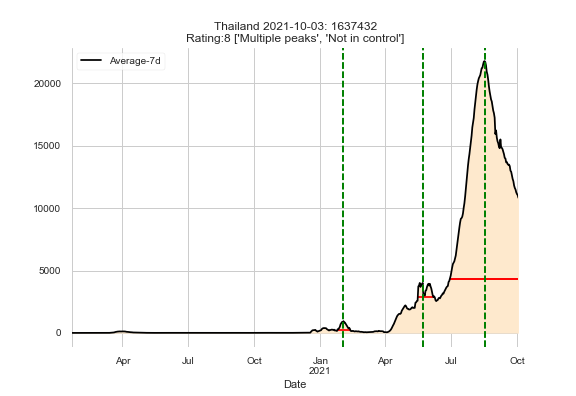 Thailand 2021-10-03: 1637432
Rating:8 ['Multiple peaks', 'Not in control']
Average-7d
20000
15000
10000
5000
0
Apr Jul Oct Jan Apr Jul Oct
2021
Date